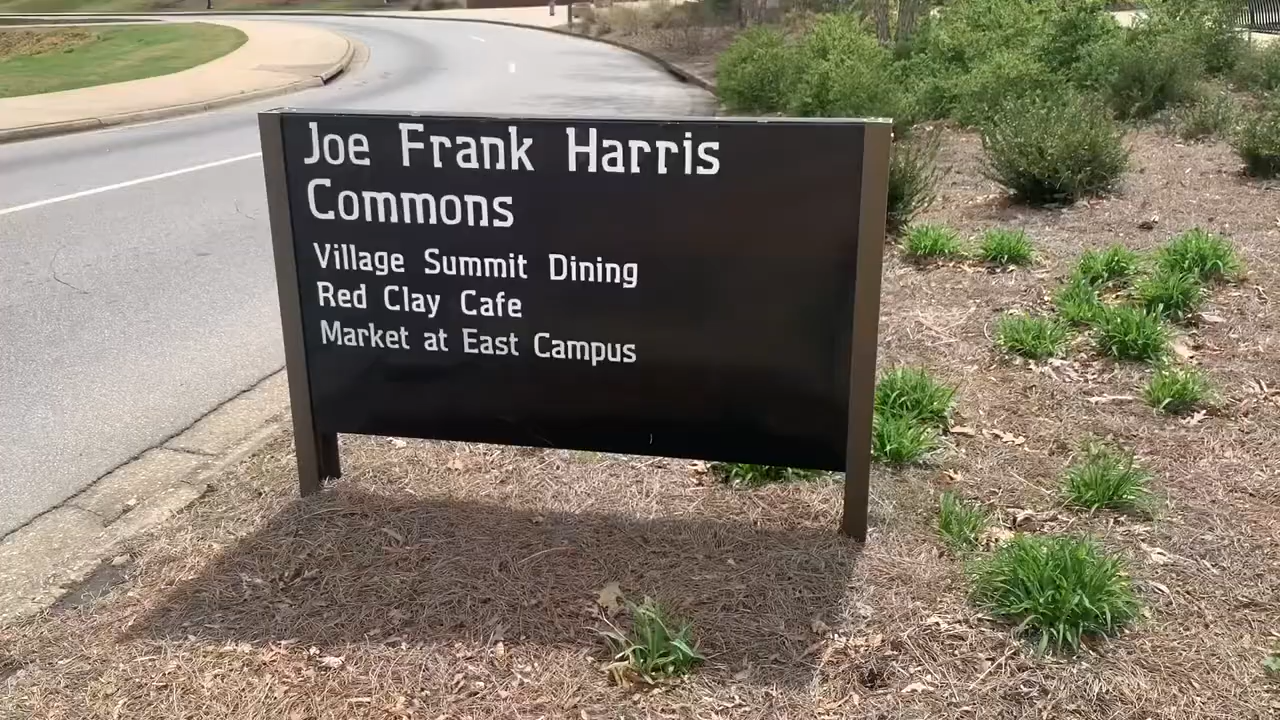 Joe Frank Harris
Commons
Village Summit Dining
Red Clay Cafe
Market at East Campus